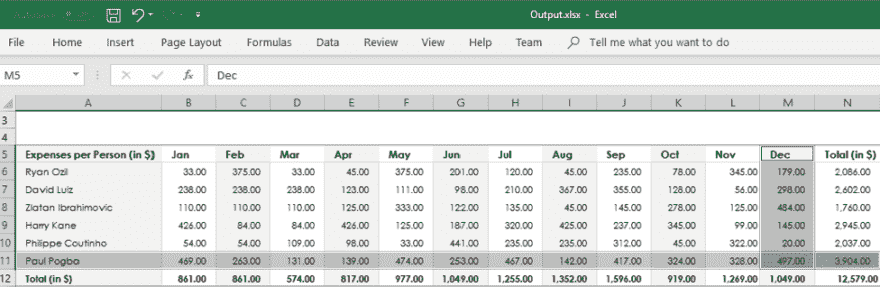 Output.xlsx - Excel
File Home Insert Page Layout Formulas Data Review View Help Team Tell me what you want to do
M5 fx Dec
A B C D E F G H I J K L M N
3
4
5 Expenses per Person (in $) Jan Feb Mar Apr May Jun Jul Aug Sep Oct Nov Dec Total (in $)
6 Ryan Ozil 33.00 375.00 33.00 45.00 375.00 201.00 120.00 45.00 235.00 78.00 345.00 179.00 2,086.00
7 David Luiz 238.00 238.00 238.00 123.00 111.00 98.00 210.00 367.00 355.00 128.00 56.00 298.00 2,602.00
8 Zlatan Ibrahimovic 110.00 110.00 110.00 125.00 333.00 122.00 135.00 45.00 145.00 278.00 125.00 484.00 1,760.00
9 Harry Kane 426.00 84.00 84.00 426.00 125.00 187.00 320.00 425.00 237.00 345.00 99.00 145.00 2,945.00
10 Philippe Coutinho 54.00 54.00 109.00 98.00 33.00 441.00 235.00 235.00 312.00 45.00 322.00 20.00 2,037.00
11 Paul Pogba 469.00 263.00 131.00 139.00 474.00 253.00 467.00 142.00 417.00 324.00 328.00 497.00 3,904.00
12 Total (in $) 861.00 861.00 574.00 817.00 977.00 1,049.00 1,255.00 1,352.00 1,596.00 919.00 1,269.00 1,049.00 12,579.00